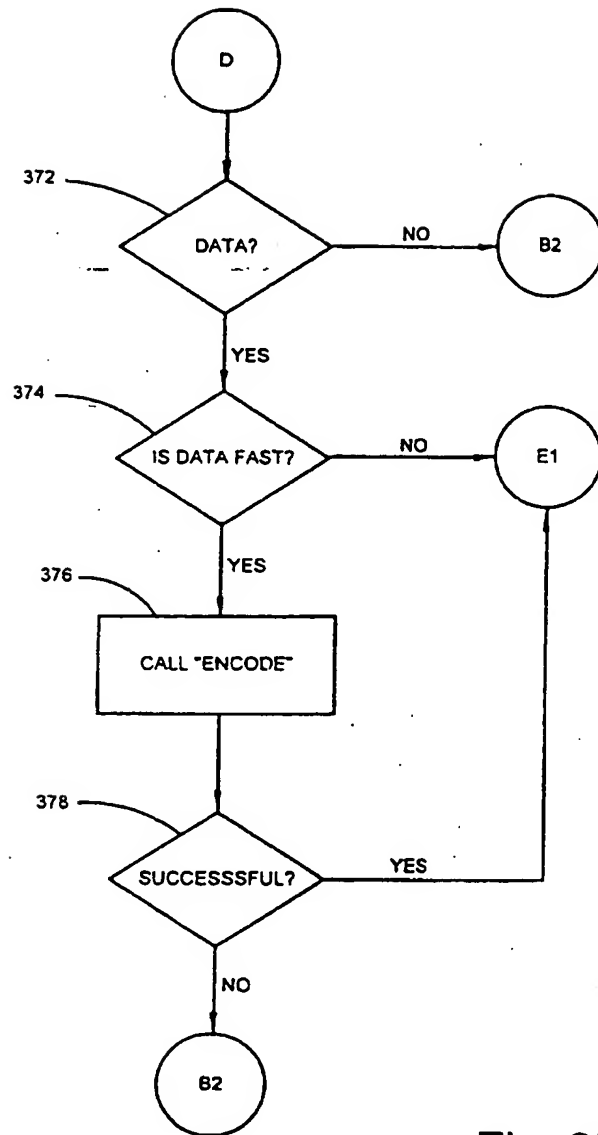 D
372
DATA?
NO
B2
YES
374
IS DATA FAST?
NO
E1
YES
376
CALL "ENCODE"
378
SUCCESSSFUL?
YES
NO
B2